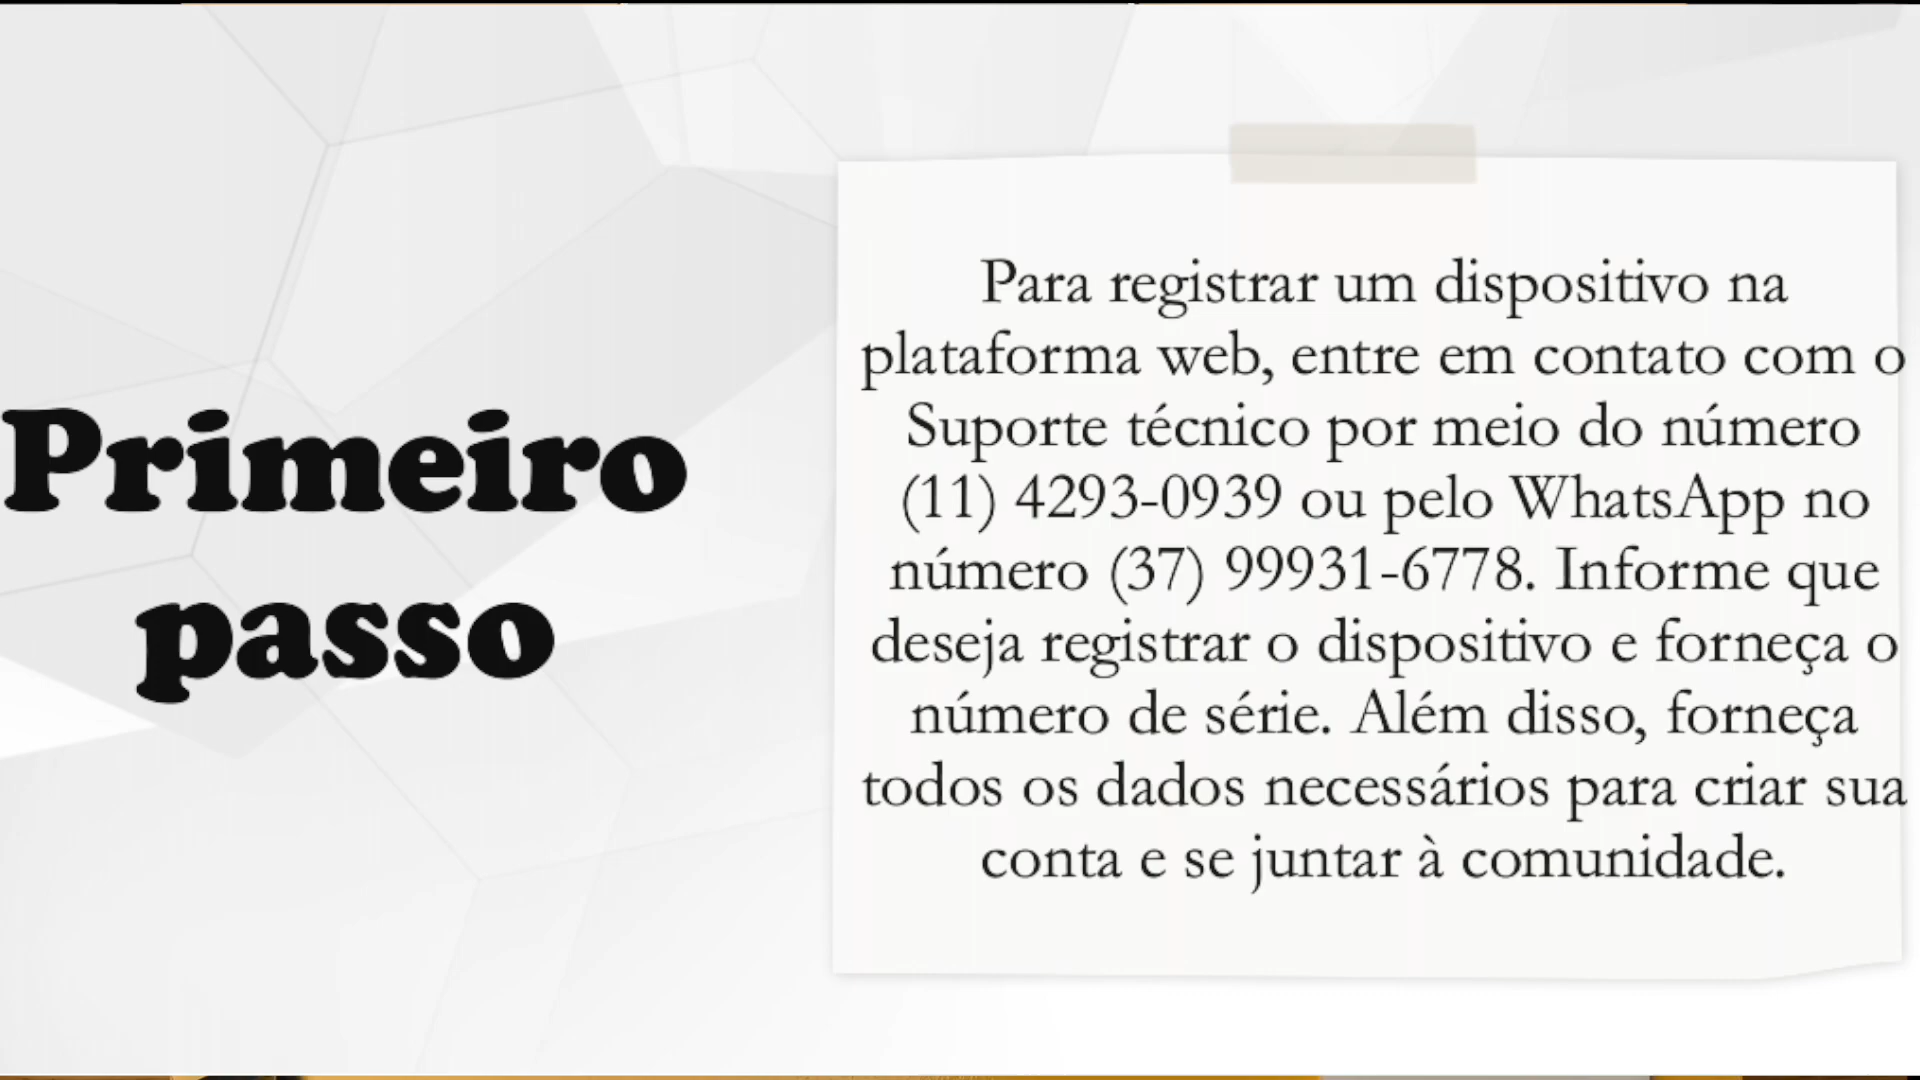 Primeiro
passo
Para registrar um dispositivo na
plataforma web, entre em contato com o
Suporte técnico por meio do número
(11) 4293-0939 ou pelo WhatsApp no
número (37) 99931-6778. Informe que
deseja registrar o dispositivo e forneça o
número de série. Além disso, forneça
todos os dados necessários para criar sua
conta e se juntar à comunidade.